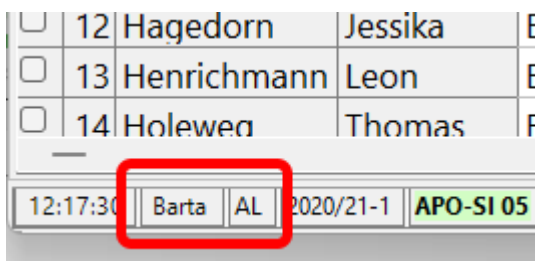 12 Hagedorn Jessika
13 Henrichmann Leon
14 Holeweg Thomas
12:17:30 Barta AL 2020/21-1 APO-SI 05